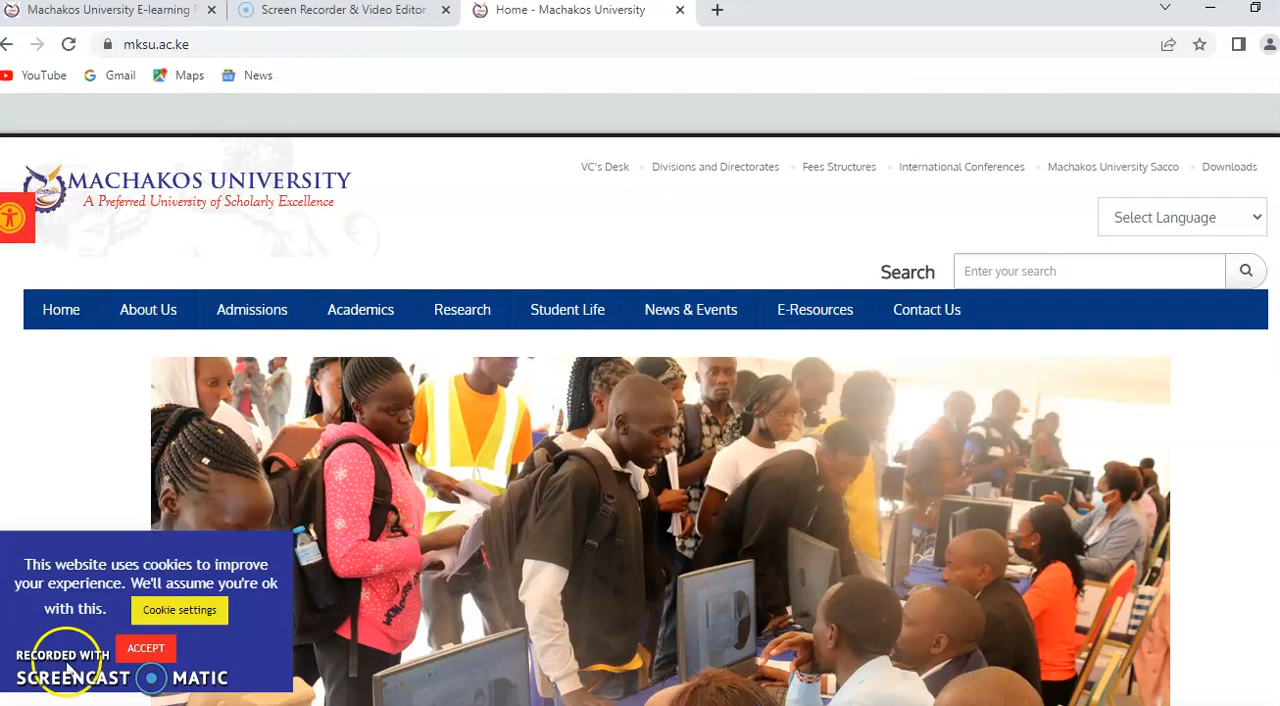 Machakos University E-learning P
Screen Recorder & Video Editor
Home - Machakos University
mksu.ac.ke
YouTube
Gmail
Maps
News
VC's Desk
Divisions and Directorates
Fees Structures
International Conferences
Machakos University Sacco
Downloads
MACHAKOS UNIVERSITY
A Preferred University of Scholarly Excellence
Select Language
Search
Enter your search
Home
About Us
Admissions
Academics
Research
Student Life
News & Events
E-Resources
Contact Us
This website uses cookies to improve
your experience. We'll assume you're ok
with this.
Cookie settings
RECORDED WITH
ACCEPT
SCREENCAST MATIC